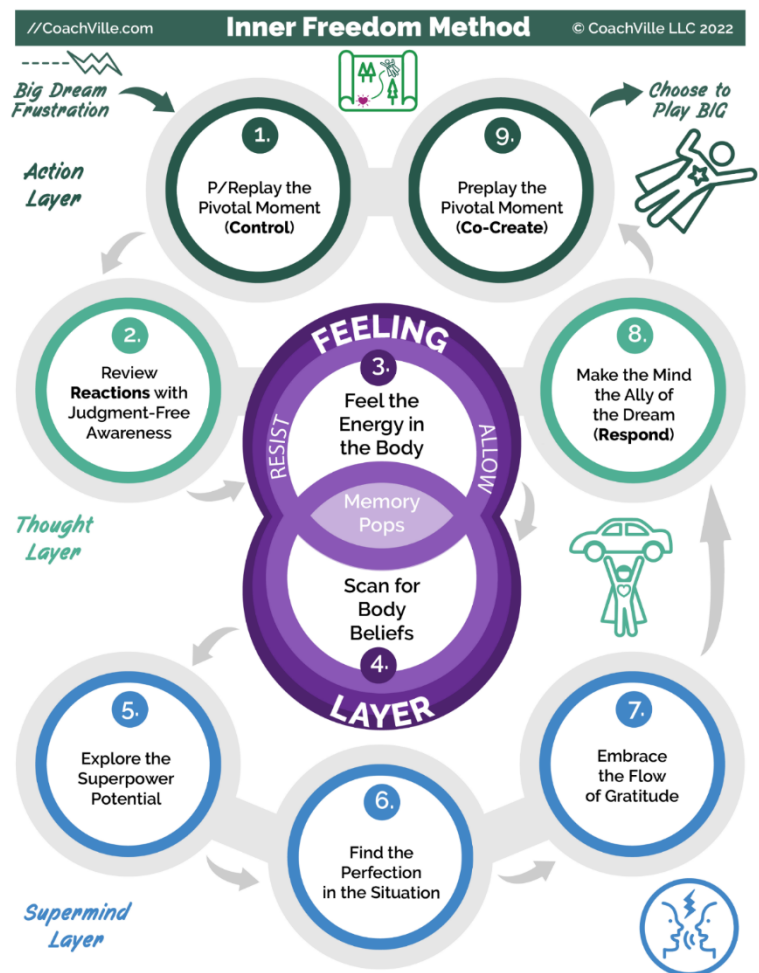 //CoachVille.com
Inner Freedom Method
© CoachVille LLC 2022
Big Dream
Frustration
Choose to
Play BIG
Action
Layer
1.
P/Replay the
Pivotal Moment
(Control)
9.
Preplay the
Pivotal Moment
(Co-Create)
2.
Review
Reactions with
Judgment-Free
Awareness
FEELING
3.
Feel the
Energy in
the Body
RESIST
ALLOW
Memory
Pops
Scan for
Body
Beliefs
4.
LAYER
8.
Make the Mind
the Ally of
the Dream
(Respond)
Thought
Layer
5.
Explore the
Superpower
Potential
6.
Find the
Perfection
in the Situation
7.
Embrace
the Flow
of Gratitude
Supermind
Layer